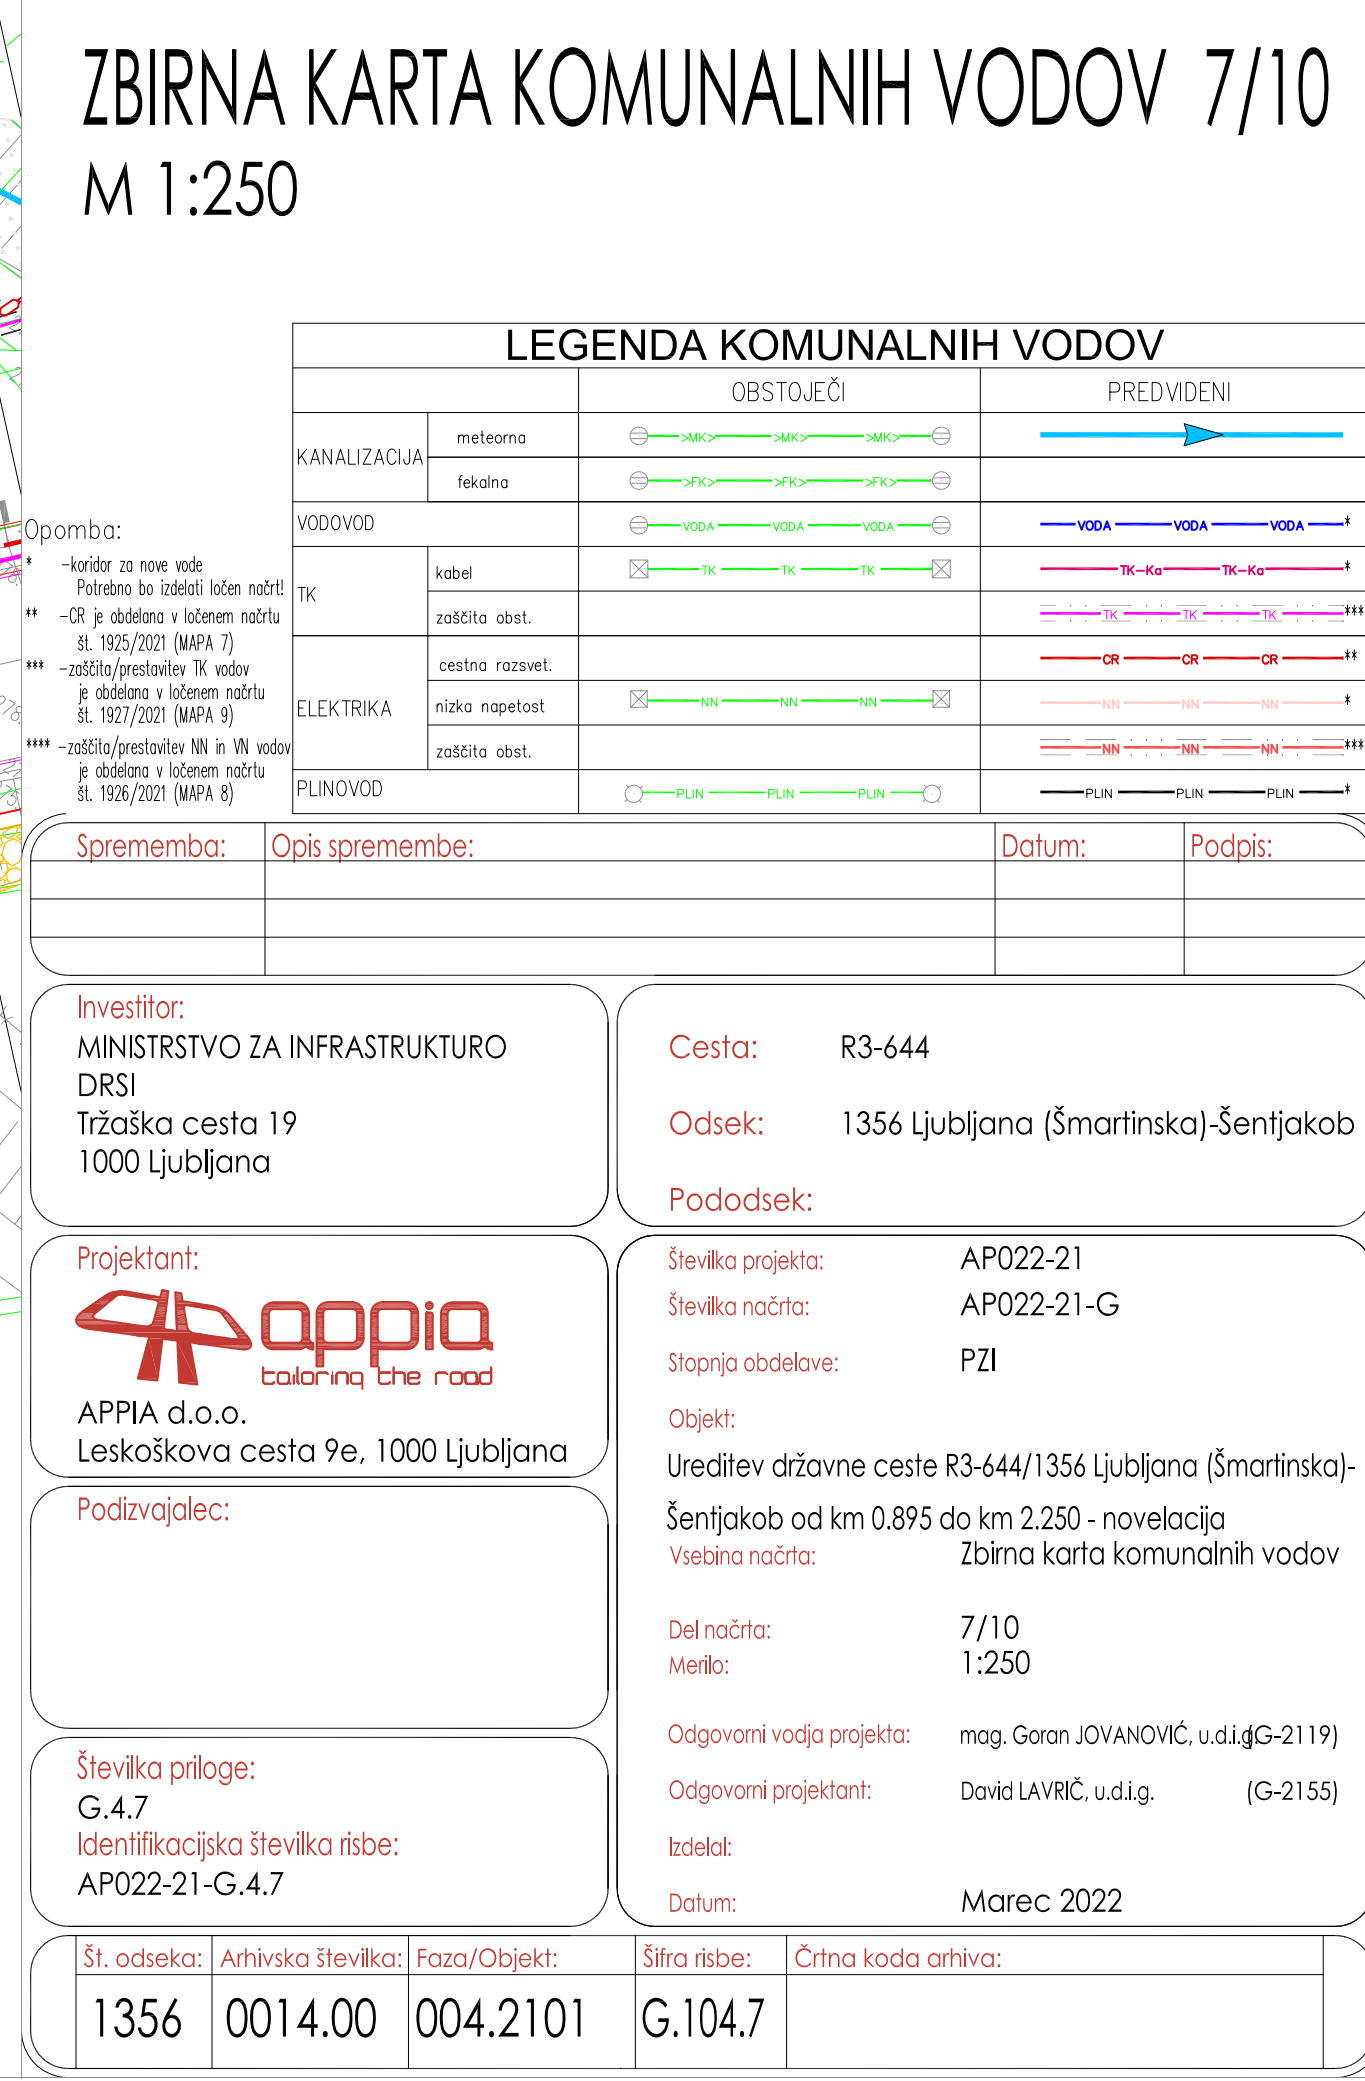 ZBIRNA KARTA KOMUNALNIH VODOV 7/10
M 1:250
LEGENDA KOMUNALNIH VODOV
OBSTOJEČI PREDVIDENI
KANALIZACIJA
meteorna >MK> >MK> >MK>
fekalna >FK> >FK> >FK>
VODOVOD VODA VODA VODA VODA VODA VODA *
TK
kabel TK TK TK TK-Ka TK-Ka *
zaščita obst. TK TK TK ***
ELEKTRIKA
cestna razsvet. CR CR CR **
nizka napetost NN NN NN NN NN NN *
zaščita obst. NN NN NN ***
PLINOVOD PLIN PLIN PLIN PLIN PLIN PLIN *
Opomba:
* -koridor za nove vode
Potrebno bo izdelati ločen načrt!
** -CR je obdelana v ločenem načrtu
št. 1925/2021 (MAPA 7)
*** -zaščita/prestavitev TK vodov
je obdelana v ločenem načrtu
št. 1927/2021 (MAPA 9)
**** -zaščita/prestavitev NN in VN vodov
je obdelana v ločenem načrtu
št. 1926/2021 (MAPA 8)
Sprememba: Opis spremembe: Datum: Podpis:
Investitor:
MINISTRSTVO ZA INFRASTRUKTURO
DRSI
Tržaška cesta 19
1000 Ljubljana
Cesta: R3-644
Odsek: 1356 Ljubljana (Šmartinska)-Šentjakob
Pododsek:
Projektant:
appia
tailoring the road
APPIA d.o.o.
Leskoškova cesta 9e, 1000 Ljubljana
Podizvajalec:
Številka priloge:
G.4.7
Identifikacijska številka risbe:
AP022-21-G.4.7
Številka projekta: AP022-21
Številka načrta: AP022-21-G
Stopnja obdelave: PZI
Objekt:
Ureditev državne ceste R3-644/1356 Ljubljana (Šmartinska)-
Šentjakob od km 0.895 do km 2.250 - novelacija
Vsebina načrta: Zbirna karta komunalnih vodov
Del načrta: 7/10
Merilo: 1:250
Odgovorni vodja projekta: mag. Goran JOVANOVIĆ, u.d.i.g. (G-2119)
Odgovorni projektant: David LAVRIČ, u.d.i.g. (G-2155)
Izdelal:
Datum: Marec 2022
Št. odseka: Arhivska številka: Faza/Objekt: Šifra risbe: Črtna koda arhiva:
1356 0014.00 004.2101 G.104.7